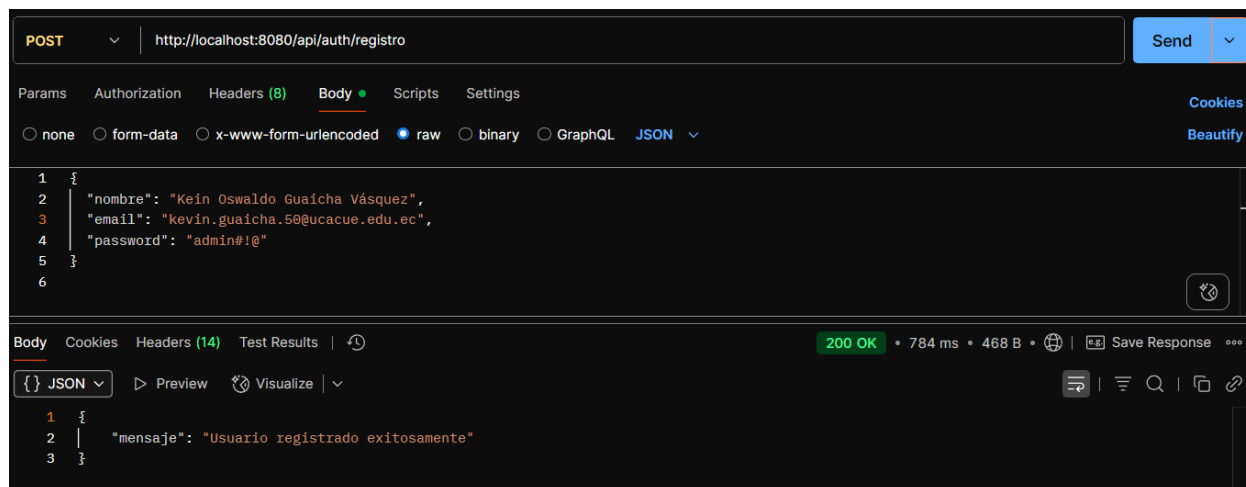 POST http://localhost:8080/api/auth/registro Send
Params Authorization Headers (8) Body Scripts Settings Cookies
none form-data x-www-form-urlencoded raw binary GraphQL JSON Beautify
1 {
2 "nombre": "Kein Oswaldo Guaicha Vásquez",
3 "email": "kevin.guaicha.50@ucacue.edu.ec",
4 "password": "admin#!@"
5 }
6
Body Cookies Headers (14) Test Results 200 OK • 784 ms • 468 B • e.g. Save Response
{} JSON Preview Visualize
1 {
2 "mensaje": "Usuario registrado exitosamente"
3 }